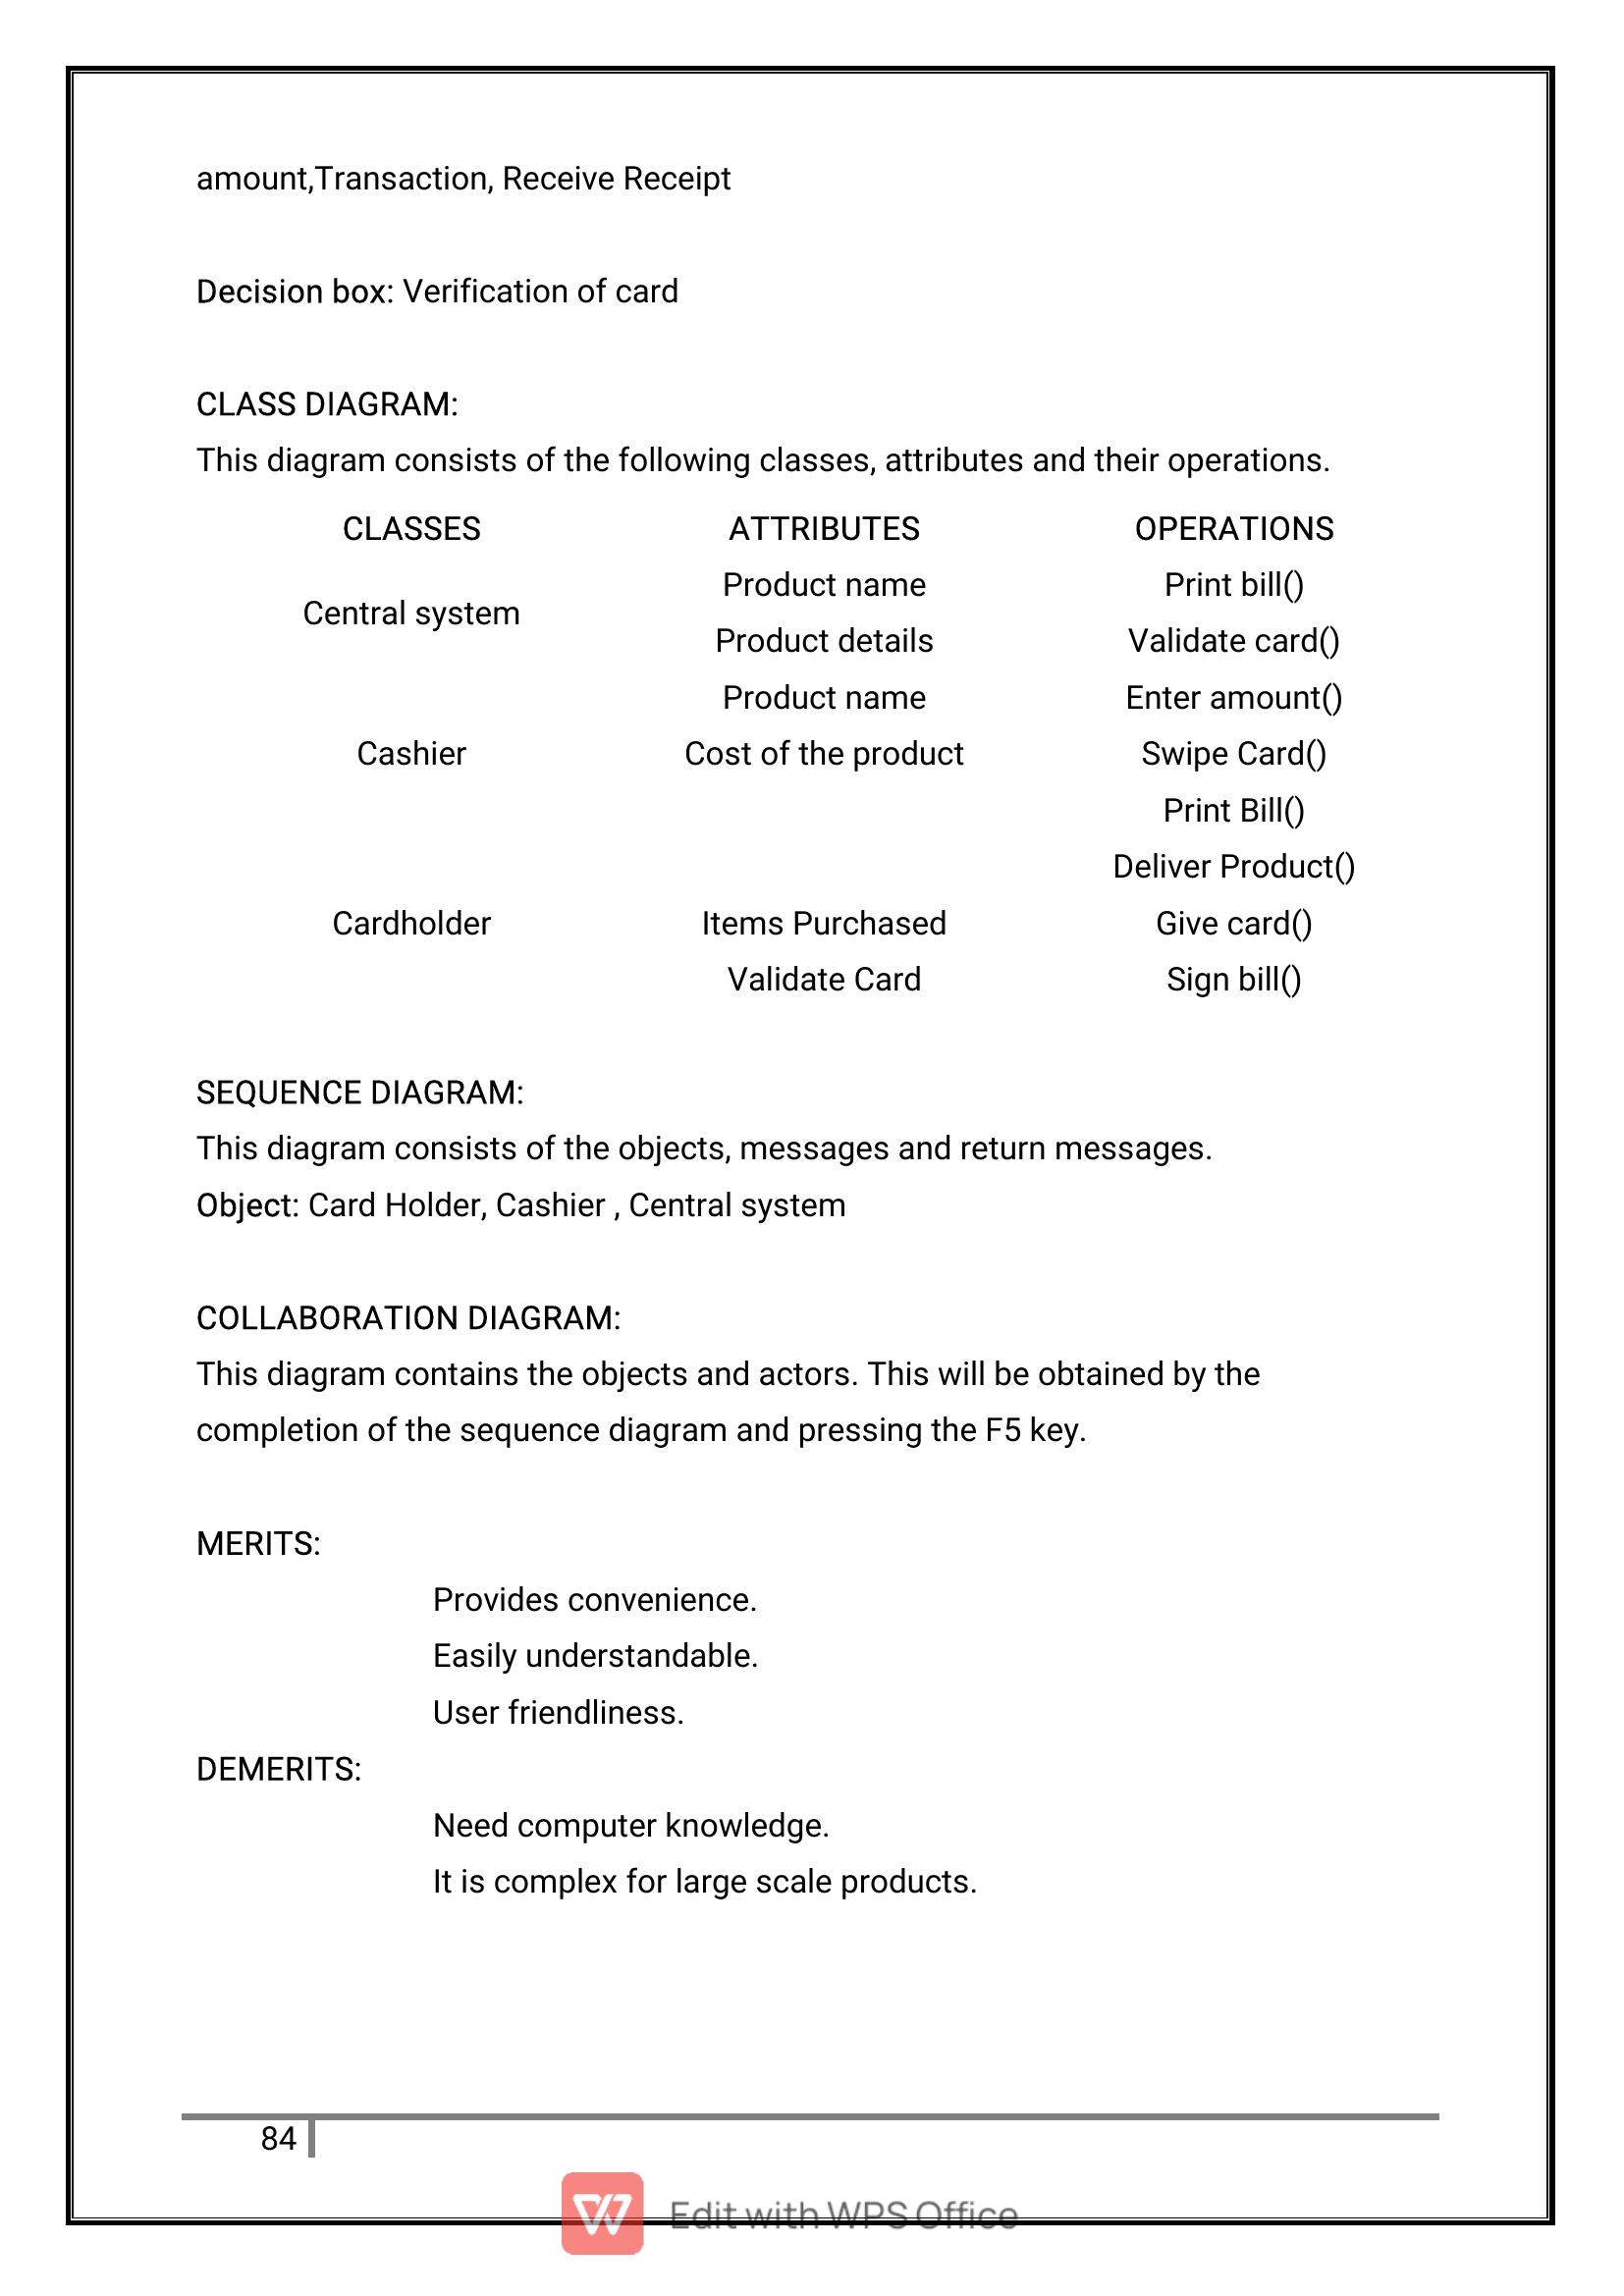 amount,Transaction, Receive Receipt
Decision box: Verification of card
CLASS DIAGRAM:
This diagram consists of the following classes, attributes and their operations.
CLASSES ATTRIBUTES OPERATIONS
Central system
Product name Print bill()
Product details Validate card()
Product name Enter amount()
Cashier Cost of the product Swipe Card()
Print Bill()
Deliver Product()
Cardholder Items Purchased Give card()
Validate Card Sign bill()
SEQUENCE DIAGRAM:
This diagram consists of the objects, messages and return messages.
Object: Card Holder, Cashier , Central system
COLLABORATION DIAGRAM:
This diagram contains the objects and actors. This will be obtained by the
completion of the sequence diagram and pressing the F5 key.
MERITS:
Provides convenience.
Easily understandable.
User friendliness.
DEMERITS:
Need computer knowledge.
It is complex for large scale products.
84
Edit with WPS Office